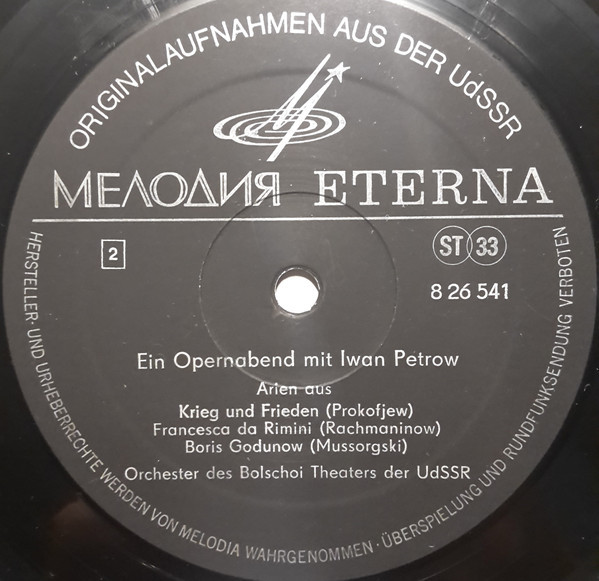 ORIGINALAUFNAHMEN AUS DER UdSSR
МЕЛОДИЯ ETERNA
2
ST 33
8 26 541
Ein Opernabend mit Iwan Petrow
Arien aus
Krieg und Frieden (Prokofjew)
Francesca da Rimini (Rachmaninow)
Boris Godunow (Mussorgski)
Orchester des Bolschoi Theaters der UdSSR
HERSTELLER- UND URHEBERRECHTE WERDEN VON MELODIA WAHRGENOMMEN · ÜBERSPIELUNG UND RUNDFUNKSENDUNG VERBOTEN